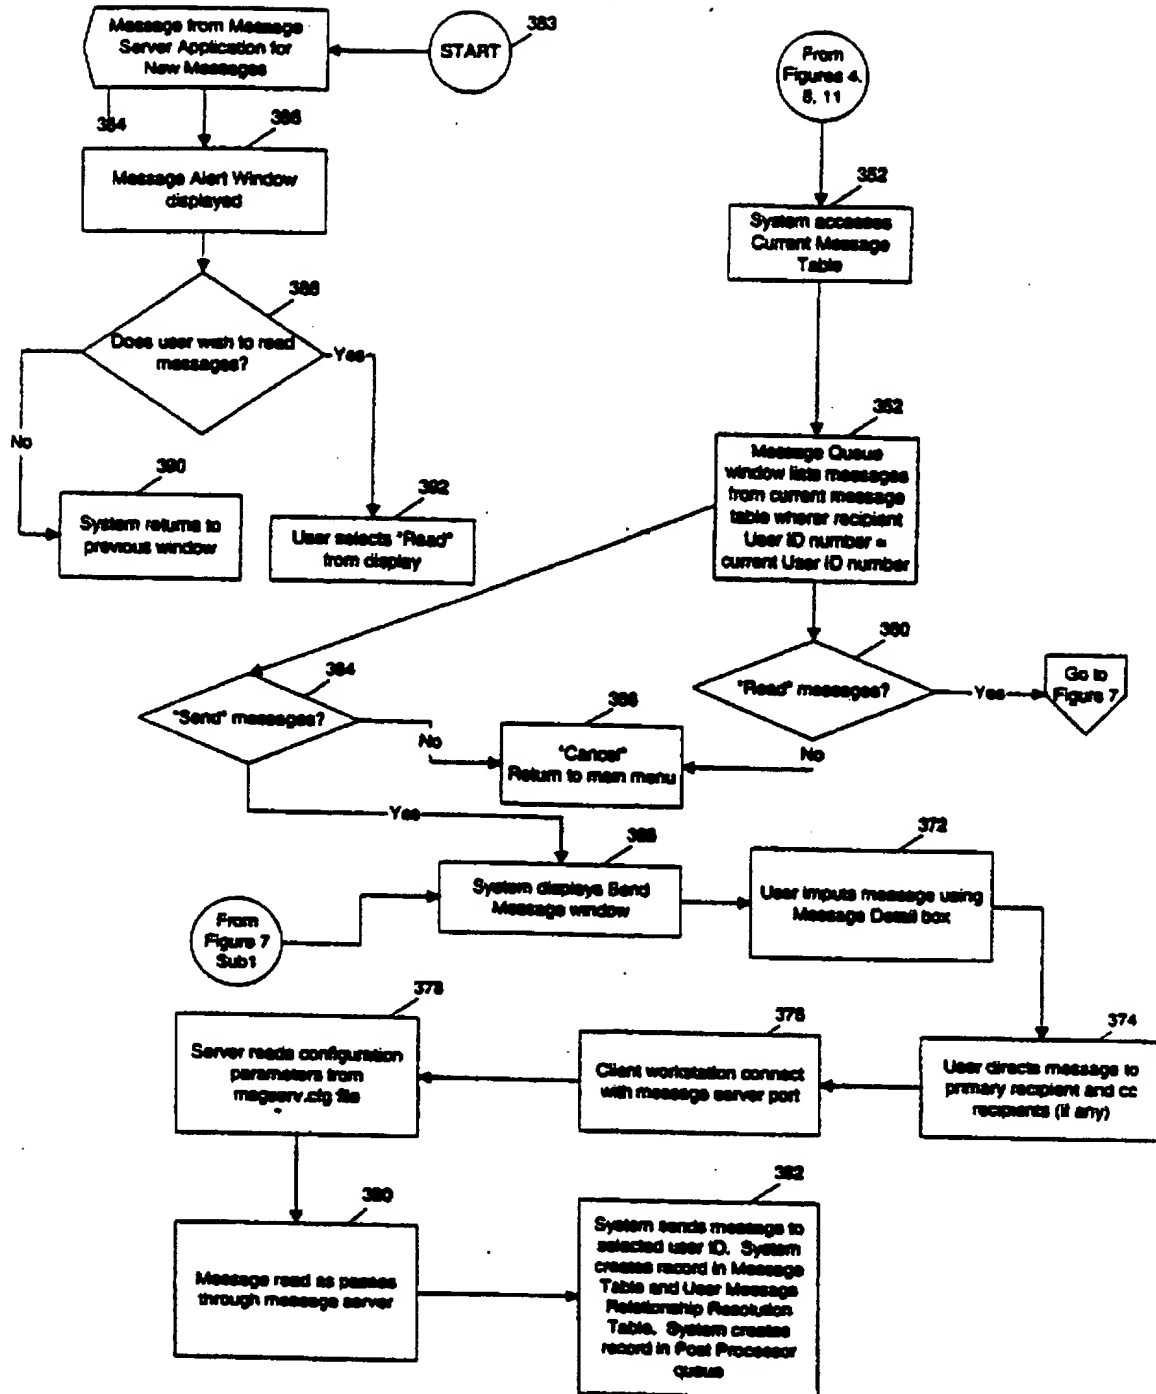 Message from Message
Server Application for
New Messages
START
383
384
386
Message Alert Window
displayed
388
Does user wish to read
messages?
Yes
No
390
System returns to
previous window
392
User selects "Read"
from display
From
Figures 4,
8, 11
352
System accesses
Current Message
Table
362
Message Queue
window lists messages
from current message
table wherer recipient
User ID number =
current User ID number
360
"Read" messages?
Yes
Go to
Figure 7
No
364
"Send" messages?
No
366
"Cancel"
Return to main menu
Yes
System displays Send
Message window
From
Figure 7
Sub1
372
User imputs message using
Message Detail box
374
User directs message to
primary recipient and cc
recipients (if any)
376
Client workstation connect
with message server port
378
Server reads configuration
parameters from
msgserv.cfg file
380
Message read as passes
through message server
382
System sends message to
selected user ID. System
creates record in Message
Table and User Message
Relationship Resolution
Table. System creates
record in Post Processor
queue